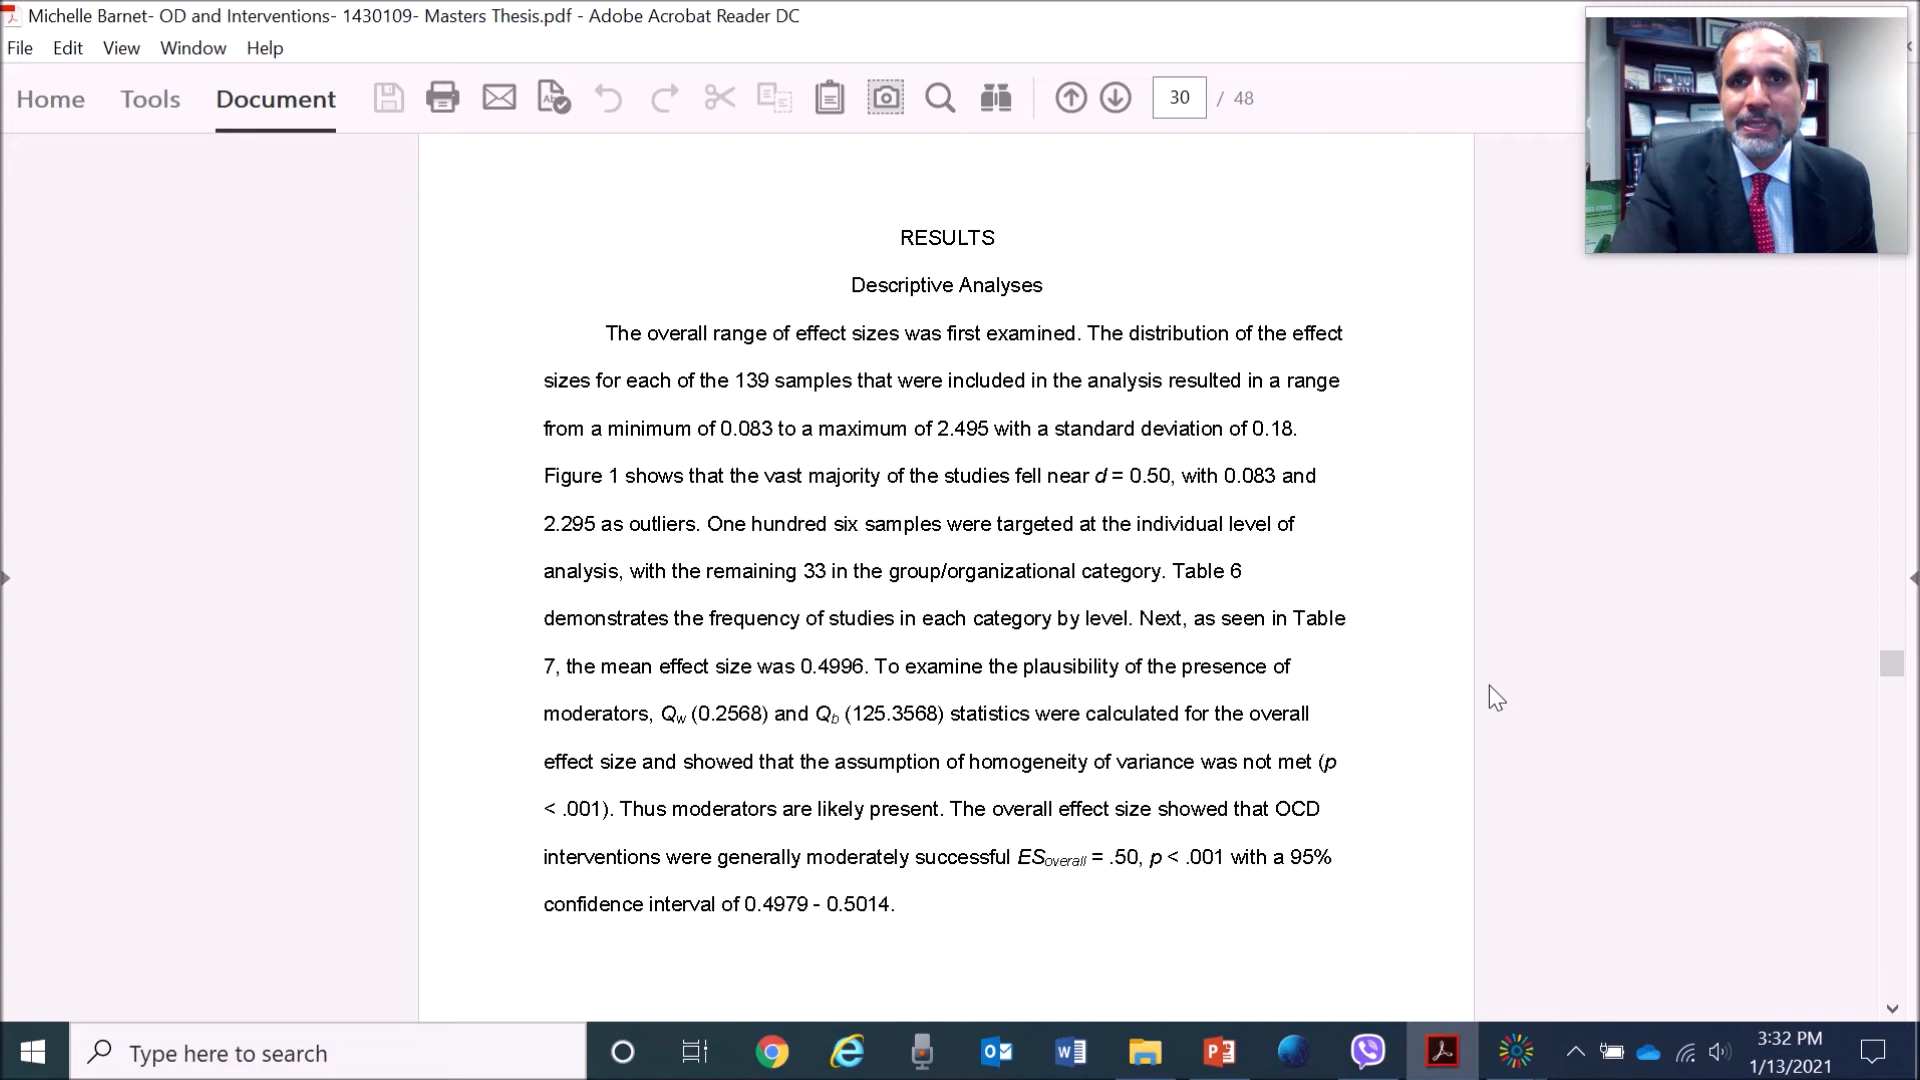 Michelle Barnet- OD and Interventions- 1430109- Masters Thesis.pdf - Adobe Acrobat Reader DC
File Edit View Window Help
Home Tools Document 30 / 48
RESULTS
Descriptive Analyses
The overall range of effect sizes was first examined. The distribution of the effect
sizes for each of the 139 samples that were included in the analysis resulted in a range
from a minimum of 0.083 to a maximum of 2.495 with a standard deviation of 0.18.
Figure 1 shows that the vast majority of the studies fell near d = 0.50, with 0.083 and
2.295 as outliers. One hundred six samples were targeted at the individual level of
analysis, with the remaining 33 in the group/organizational category. Table 6
demonstrates the frequency of studies in each category by level. Next, as seen in Table
7, the mean effect size was 0.4996. To examine the plausibility of the presence of
moderators, Qw (0.2568) and Qb (125.3568) statistics were calculated for the overall
effect size and showed that the assumption of homogeneity of variance was not met (p
< .001). Thus moderators are likely present. The overall effect size showed that OCD
interventions were generally moderately successful ESoverall = .50, p < .001 with a 95%
confidence interval of 0.4979 - 0.5014.
Type here to search
3:32 PM
1/13/2021